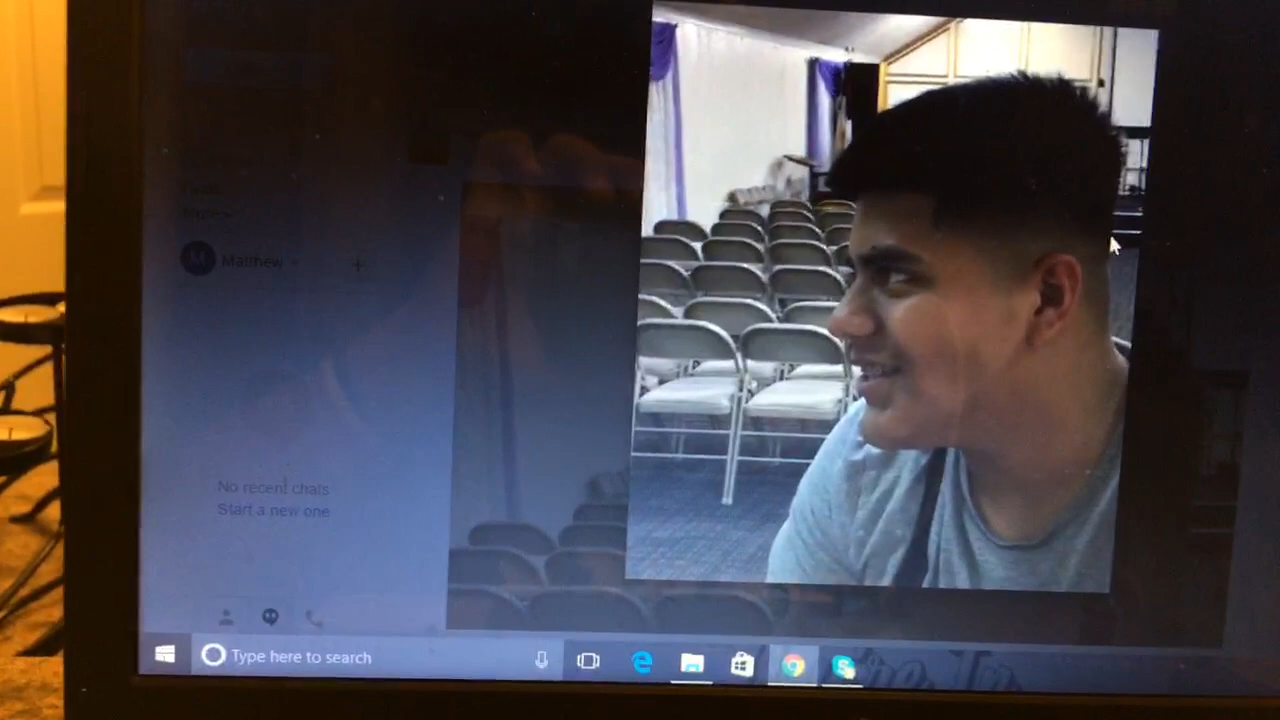 M Matthew
No recent chats
Start a new one
Type here to search